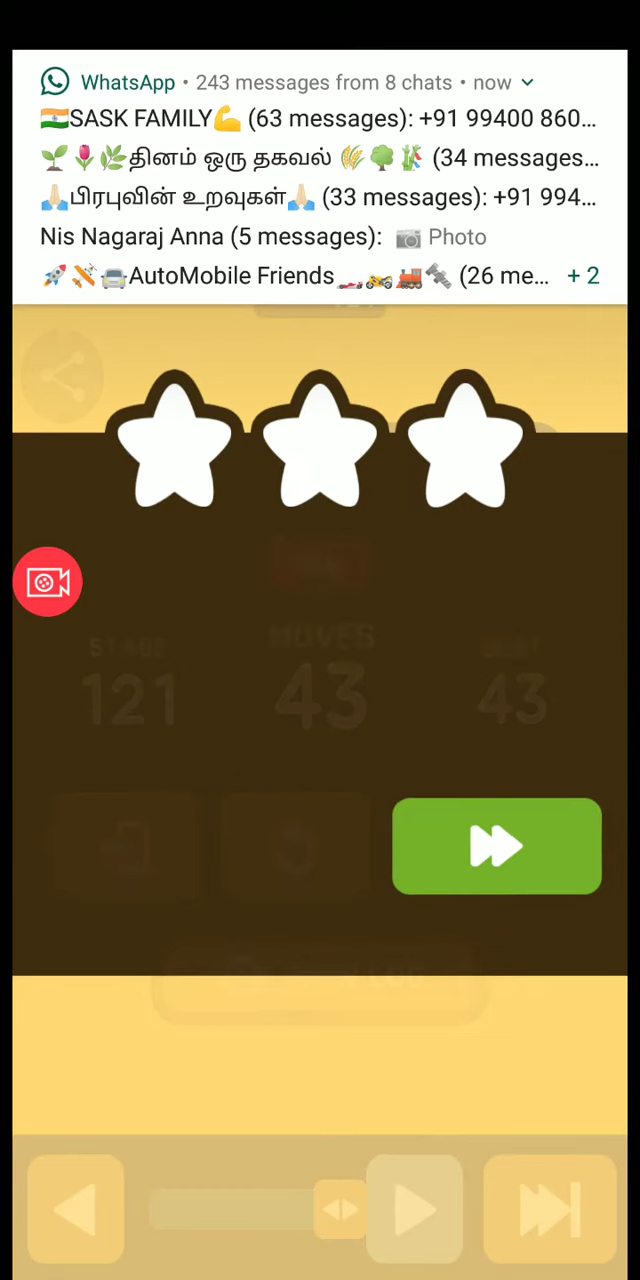 WhatsApp • 243 messages from 8 chats • now
🇮🇳SASK FAMILY💪 (63 messages): +91 99400 860...
🌱🌷🌿தினம் ஒரு தகவல் 🌾🌳🎋 (34 messages...
🙏🏻பிரபுவின் உறவுகள்🙏🏻 (33 messages): +91 994...
Nis Nagaraj Anna (5 messages): 📷 Photo
🚀🏏🚘AutoMobile Friends🏎🏍🚂🛰 (26 me... + 2
STAGE MOVES
121 43 43